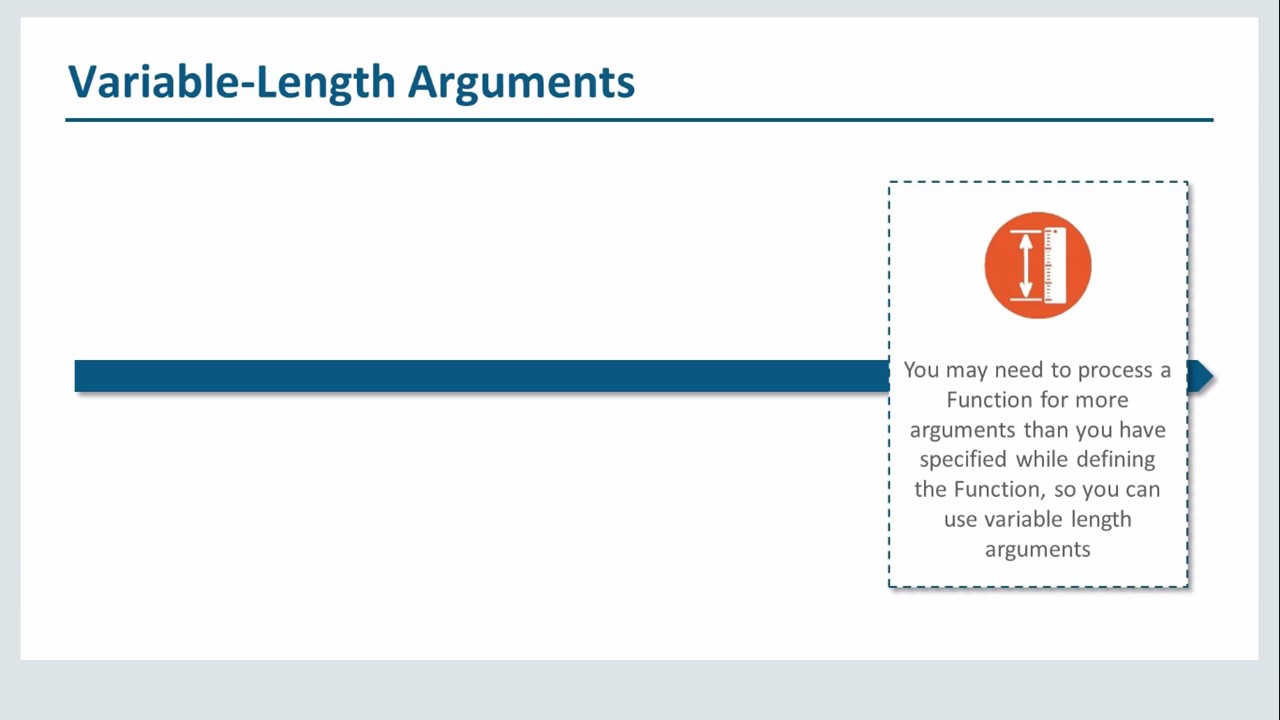 Variable-Length Arguments
You may need to process a
Function for more
arguments than you have
specified while defining
the Function, so you can
use variable length
arguments